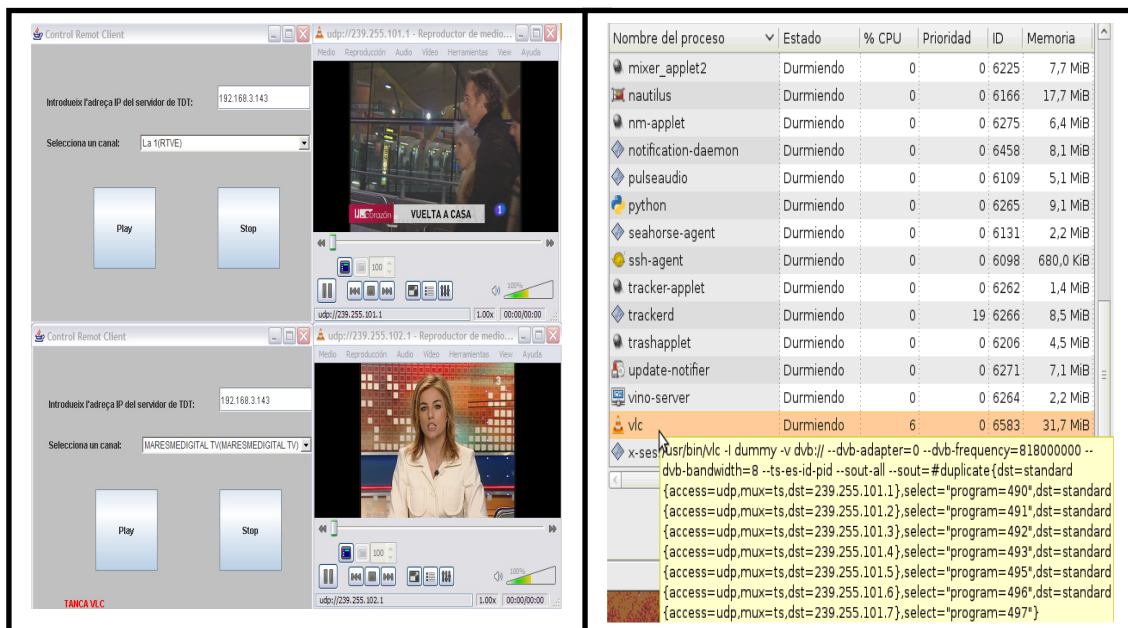 Control Remot Client
Introdueix l'adreça IP del servidor de TDT:
192.168.3.143
Selecciona un canal:
La 1(RTVE)
Play
Stop
udp://239.255.101.1 - Reproductor de medio...
Medio Reproducción Audio Vídeo Herramientas View Ayuda
corazón
VUELTA A CASA
1
100
100%
udp://239.255.101.1
1.00x
00:00/00:00
Control Remot Client
Introdueix l'adreça IP del servidor de TDT:
192.168.3.143
Selecciona un canal:
MARESMEDIGITAL TV(MARESMEDIGITAL TV)
Play
Stop
TANCA VLC
udp://239.255.102.1 - Reproductor de medio...
Medio Reproducción Audio Vídeo Herramientas View Ayuda
3
100
100%
udp://239.255.102.1
1.00x
00:00/00:00
Nombre del proceso Estado % CPU Prioridad ID Memoria
mixer_applet2 Durmiendo 0 0 6225 7,7 MiB
nautilus Durmiendo 0 0 6166 17,7 MiB
nm-applet Durmiendo 0 0 6275 6,4 MiB
notification-daemon Durmiendo 0 0 6458 8,1 MiB
pulseaudio Durmiendo 0 0 6109 5,1 MiB
python Durmiendo 0 0 6265 9,1 MiB
seahorse-agent Durmiendo 0 0 6131 2,2 MiB
ssh-agent Durmiendo 0 0 6098 680,0 KiB
tracker-applet Durmiendo 0 0 6262 1,4 MiB
trackerd Durmiendo 0 19 6266 8,5 MiB
trashapplet Durmiendo 0 0 6206 4,5 MiB
update-notifier Durmiendo 0 0 6271 7,1 MiB
vino-server Durmiendo 0 0 6264 2,2 MiB
vlc Durmiendo 6 0 6583 31,7 MiB
x-ses
/usr/bin/vlc -I dummy -v dvb:// --dvb-adapter=0 --dvb-frequency=818000000 --
dvb-bandwidth=8 --ts-es-id-pid --sout-all --sout=#duplicate{dst=standard
{access=udp,mux=ts,dst=239.255.101.1},select="program=490",dst=standard
{access=udp,mux=ts,dst=239.255.101.2},select="program=491",dst=standard
{access=udp,mux=ts,dst=239.255.101.3},select="program=492",dst=standard
{access=udp,mux=ts,dst=239.255.101.4},select="program=493",dst=standard
{access=udp,mux=ts,dst=239.255.101.5},select="program=495",dst=standard
{access=udp,mux=ts,dst=239.255.101.6},select="program=496",dst=standard
{access=udp,mux=ts,dst=239.255.101.7},select="program=497"}